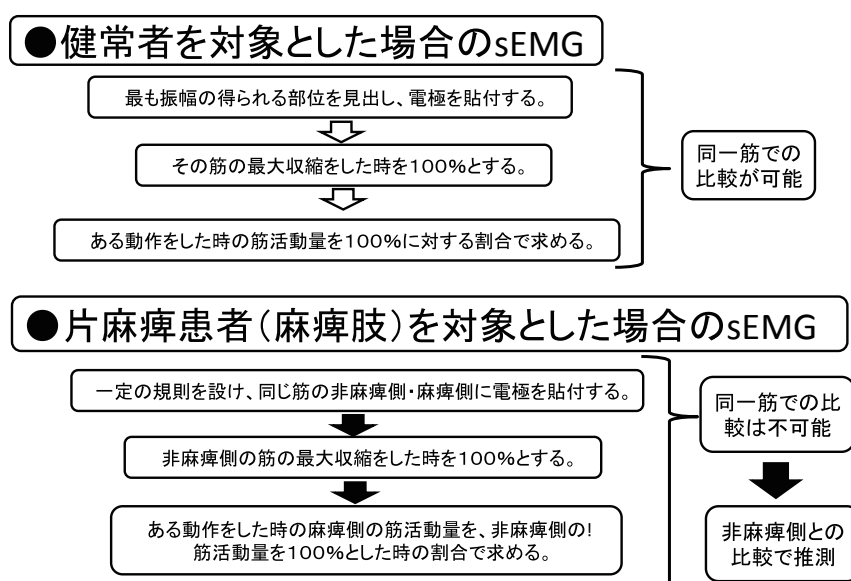 ●健常者を対象とした場合のsEMG
最も振幅の得られる部位を見出し、電極を貼付する。
その筋の最大収縮をした時を100%とする。
ある動作をした時の筋活動量を100%に対する割合で求める。
同一筋での
比較が可能
●片麻痺患者(麻痺肢)を対象とした場合のsEMG
一定の規則を設け、同じ筋の非麻痺側・麻痺側に電極を貼付する。
非麻痺側の筋の最大収縮をした時を100%とする。
ある動作をした時の麻痺側の筋活動量を、非麻痺側の!
筋活動量を100%とした時の割合で求める。
同一筋での比
較は不可能
非麻痺側との
比較で推測